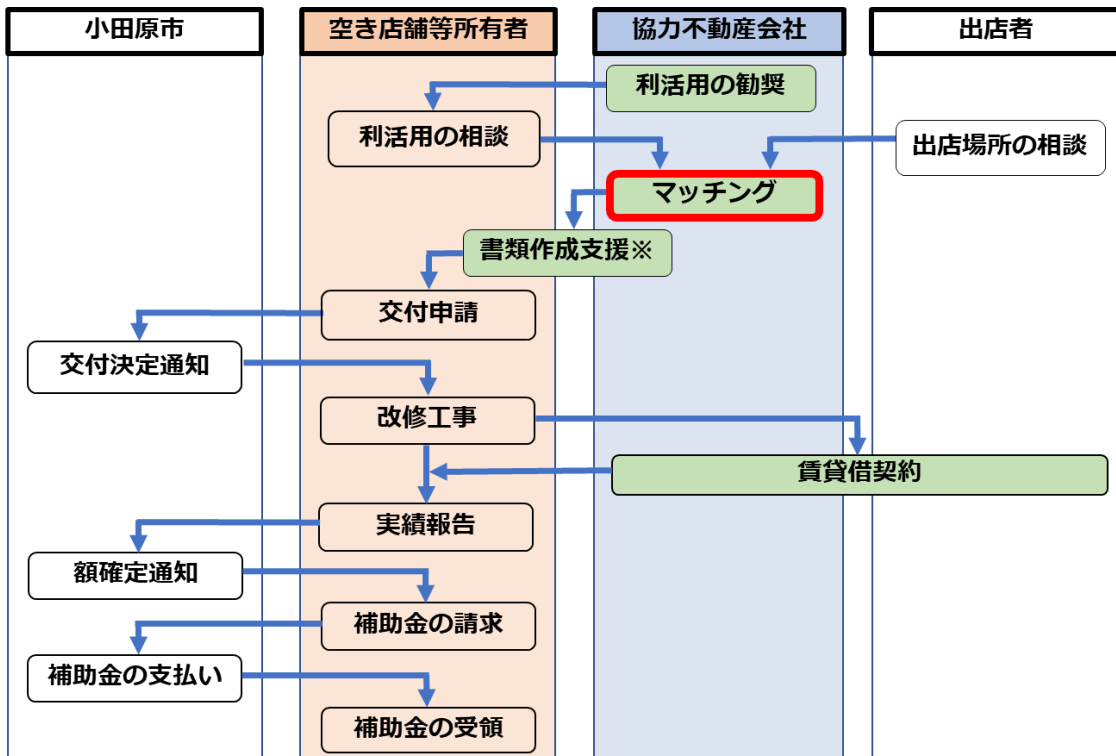 小田原市
空き店舗等所有者
協力不動産会社
出店者
利活用の勧奨
利活用の相談
出店場所の相談
マッチング
書類作成支援※
交付申請
交付決定通知
改修工事
賃貸借契約
実績報告
額確定通知
補助金の請求
補助金の支払い
補助金の受領